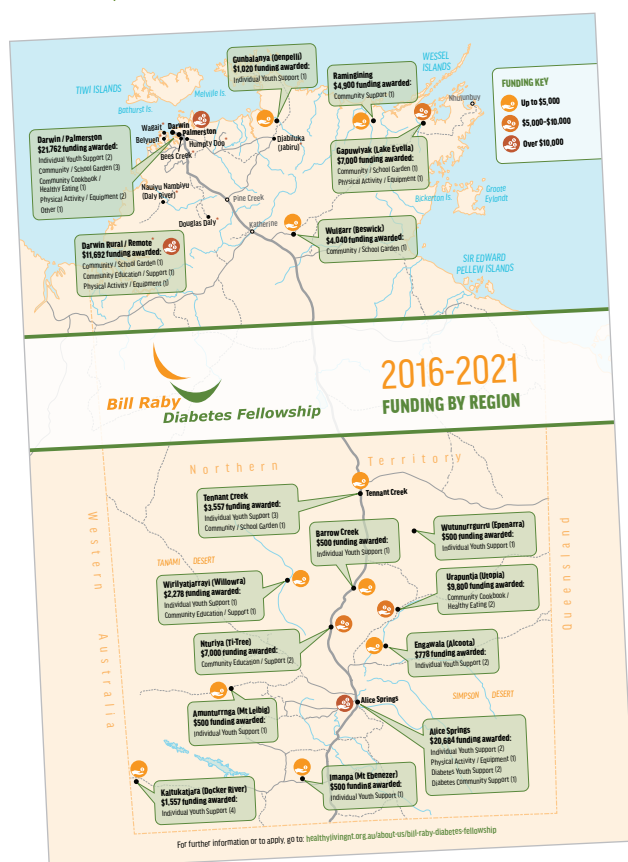 Gunbalanya (Oenpelli)
$1,020 funding awarded:
Individual Youth Support (1)
WESSEL
ISLANDS
TIWI ISLANDS
Melville Is.
Bathurst Is.
Ramingining
$4,900 funding awarded:
Community Support (1)
Nhulunbuy
FUNDING KEY
Up to $5,000
$5,000-$10,000
Over $10,000
Darwin / Palmerston
$21,762 funding awarded:
Individual Youth Support (2)
Community / School Garden (3)
Community Cookbook /
Healthy Eating (1)
Physical Activity / Equipment (2)
Other (1)
WaBait*
Darwin
Belyuen*
Palmerston
Humpty Doo*
Bees Creek*
Djabiluka
(Jabiru)*
Gapuwiyak (Lake Evella)
$7,000 funding awarded:
Community / School Garden (1)
Physical Activity / Equipment (1)
Nauiyu Nambiyu
(Daly River)*
Pine Creek
Bickerton Is.
Groote
Eylandt
Douglas Daly*
Katherine
Wulgarr (Beswick)
$4,040 funding awarded:
Community / School Garden (1)
Darwin Rural / Remote*
$11,692 funding awarded:
Community / School Garden (1)
Community Education / Support (1)
Physical Activity / Equipment (1)
SIR EDWARD
PELLEW ISLANDS
Bill Raby
Diabetes Fellowship
2016-2021
FUNDING BY REGION
Northern Territory
Western Australia
Queensland
Tennant Creek
$3,557 funding awarded:
Individual Youth Support (3)
Community / School Garden (1)
Tennant Creek
Barrow Creek
$500 funding awarded:
Individual Youth Support (1)
Wutunurrgurru (Epenarra)
$500 funding awarded:
Individual Youth Support (1)
TANAMI DESERT
Wirilyatjarrayi (Willowra)
$2,278 funding awarded:
Individual Youth Support (1)
Community Education / Support (1)
Urapuntja (Utopia)
$9,800 funding awarded:
Community Cookbook /
Healthy Eating (2)
Nturiya (Ti-Tree)
$7,000 funding awarded:
Community Education / Support (2)
Engawala (Alcoota)
$778 funding awarded:
Individual Youth Support (2)
Amunturrnga (Mt Leibig)
$500 funding awarded:
Individual Youth Support (1)
SIMPSON DESERT
Alice Springs
Alice Springs
$20,684 funding awarded:
Individual Youth Support (2)
Physical Activity / Equipment (1)
Diabetes Youth Support (2)
Diabetes Community Support (1)
Kaltukatjara (Docker River)
$1,557 funding awarded:
Individual Youth Support (4)
Imanpa (Mt Ebenezer)
$500 funding awarded:
Individual Youth Support (1)
For further information or to apply, go to: healthylivingnt.org.au/about-us/bill-raby-diabetes-fellowship